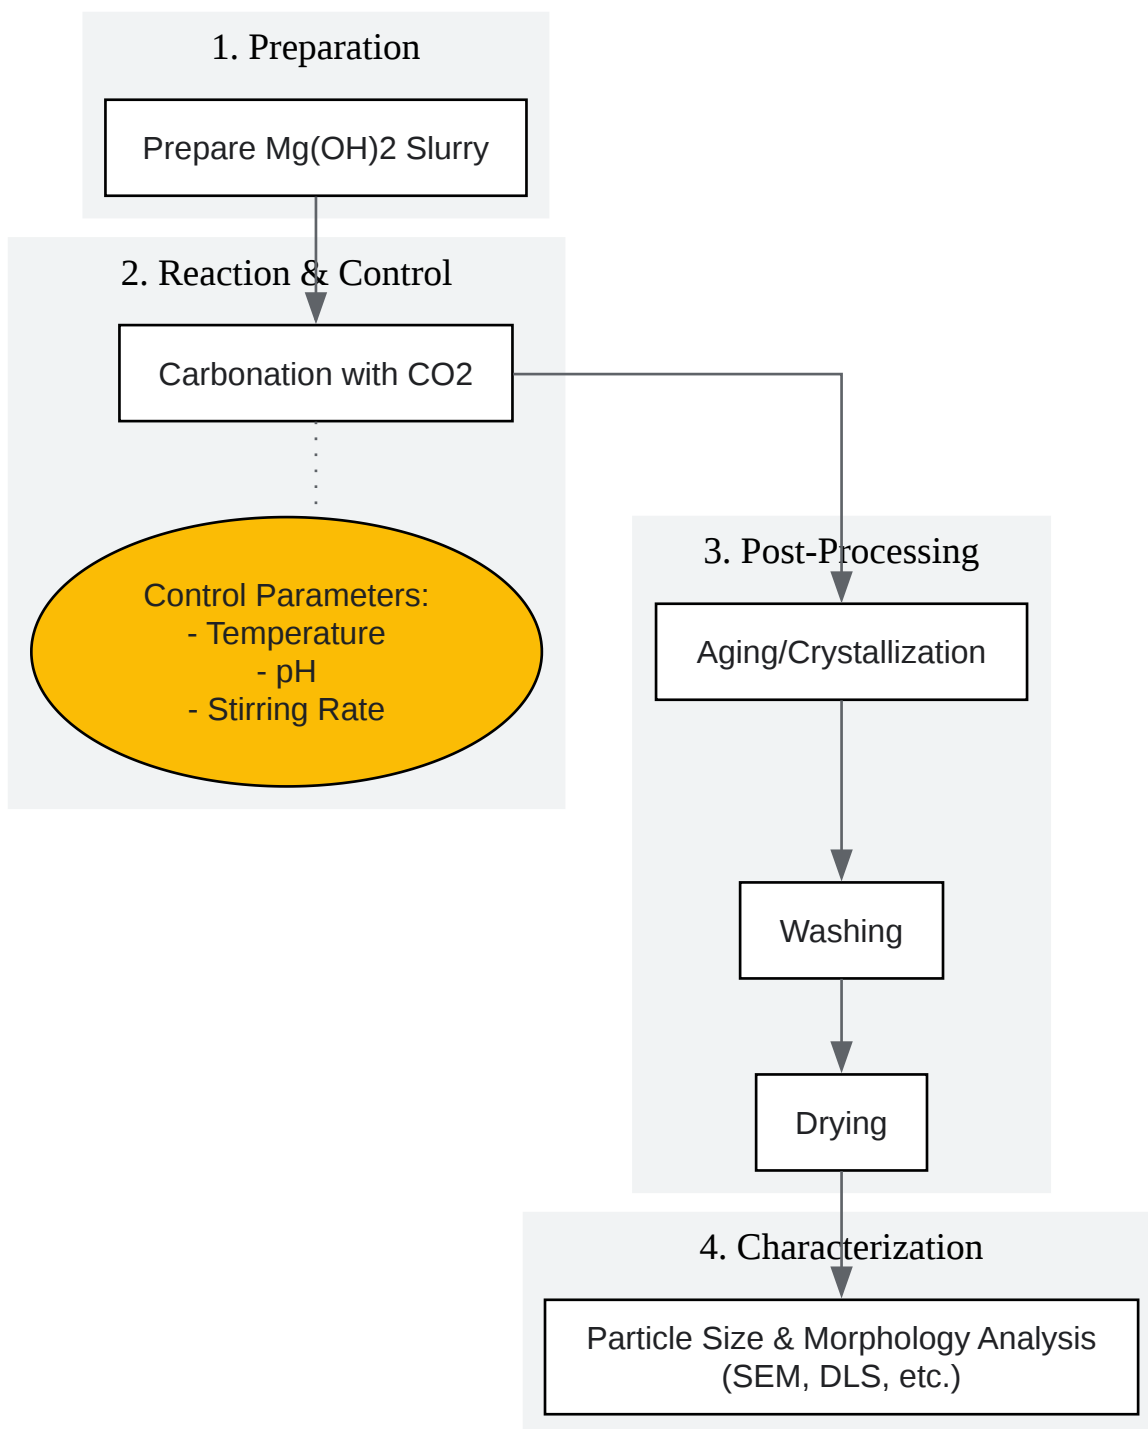 1. Preparation
Prepare Mg(OH)2 Slurry
2. Reaction & Control
Carbonation with CO2
Control Parameters:
- Temperature
- pH
- Stirring Rate
3. Post-Processing
Aging/Crystallization
Washing
Drying
4. Characterization
Particle Size & Morphology Analysis
(SEM, DLS, etc.)